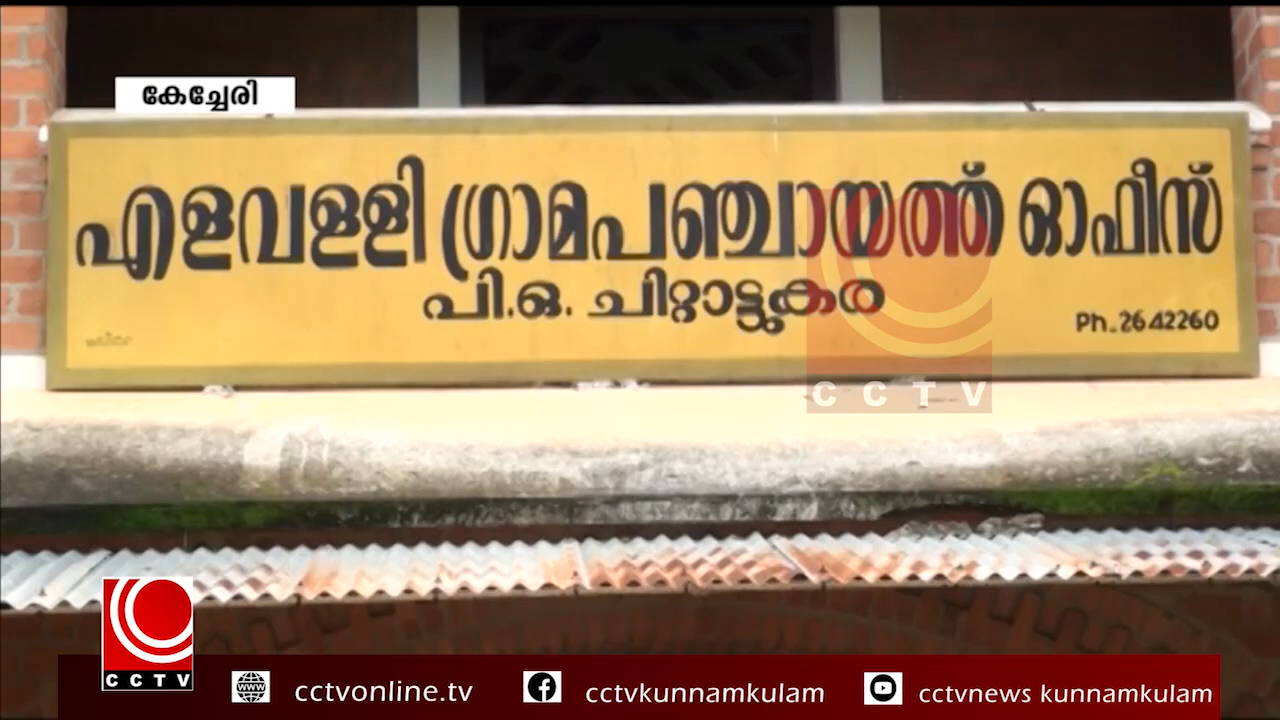 കേച്ചേരി
എളവള്ളി ഗ്രാമപഞ്ചായത്ത് ഓഫീസ്
പി.ഒ. ചിറ്റാട്ടുകര
Ph.2642260
CCTV
CCTV
cctvonline.tv
cctvkunnamkulam
cctvnews kunnamkulam